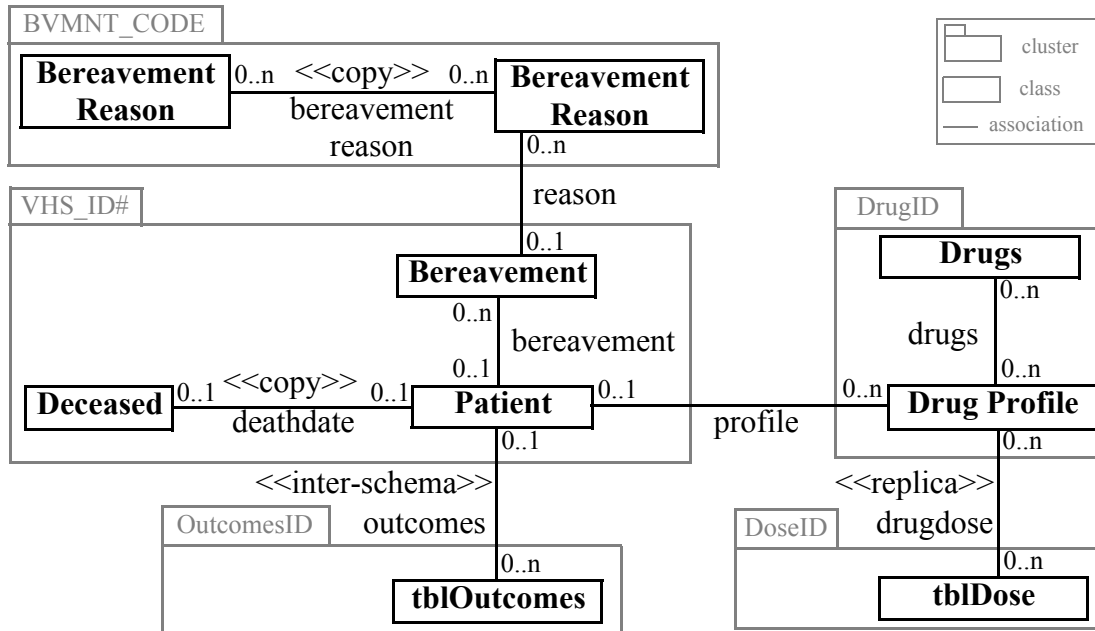 BVMNT_CODE
Bereavement
Reason
0..n
<<copy>>
0..n
bereavement
reason
Bereavement
Reason
0..n
cluster
class
association
reason
VHS_ID#
DrugID
0..1
Bereavement
0..n
bereavement
0..1
Drugs
0..n
drugs
0..n
Deceased
0..1
<<copy>>
0..1
deathdate
Patient
0..1
0..1
profile
0..n
Drug Profile
0..n
<<inter-schema>>
outcomes
<<replica>>
drugdose
OutcomesID
DoseID
0..n
tblOutcomes
0..n
tblDose